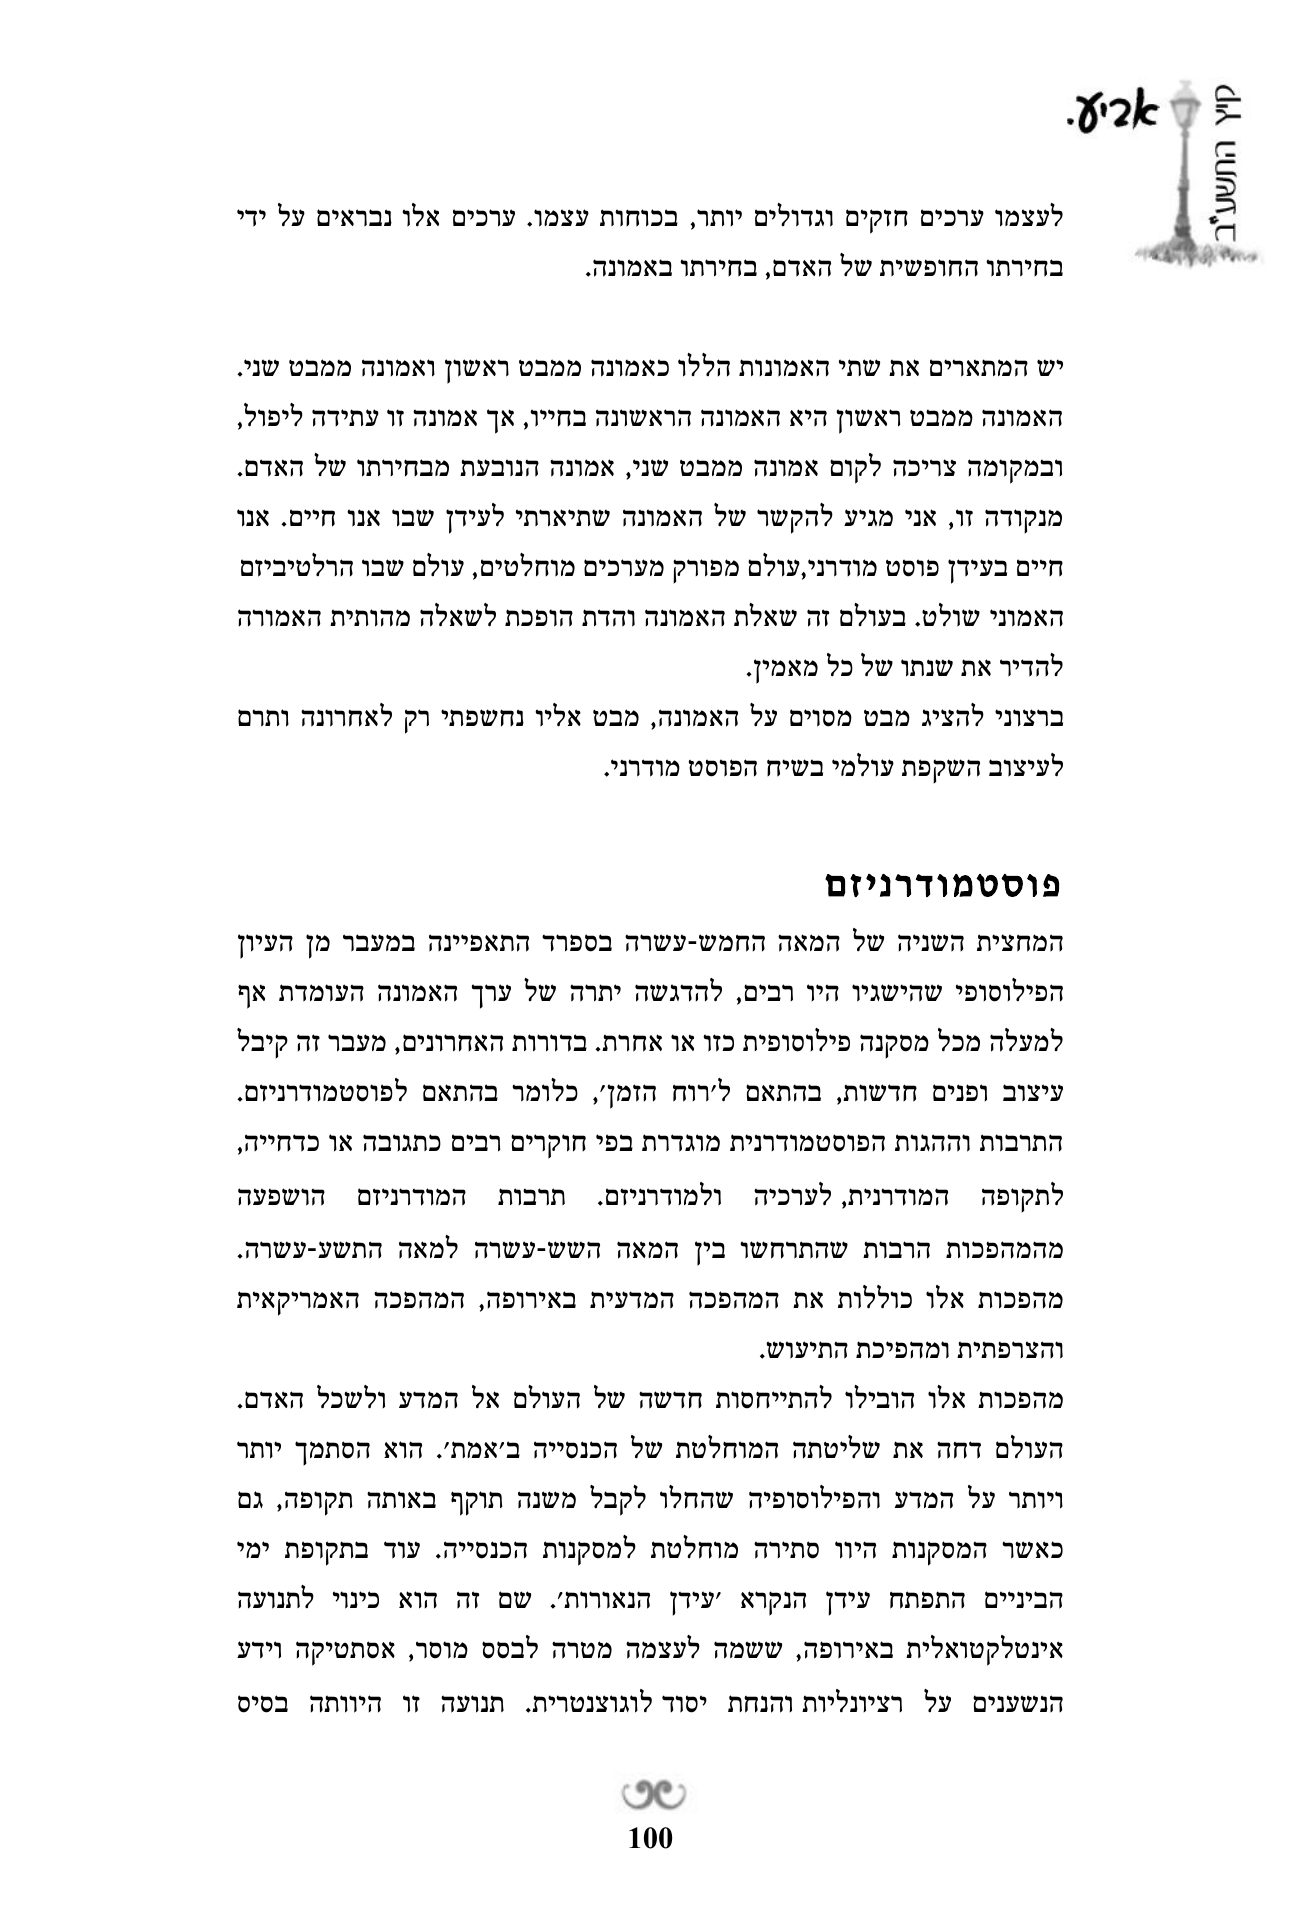 אביע.
קיץ התשע"ב
לעצמו ערכים חזקים וגדולים יותר, בכוחות עצמו. ערכים אלו נבראים על ידי
בחירתו החופשית של האדם, בחירתו באמונה.
יש המתארים את שתי האמונות הללו כאמונה ממבט ראשון ואמונה ממבט שני.
האמונה ממבט ראשון היא האמונה הראשונה בחייו, אך אמונה זו עתידה ליפול,
ובמקומה צריכה לקום אמונה ממבט שני, אמונה הנובעת מבחירתו של האדם.
מנקודה זו, אני מגיע להקשר של האמונה שתיארתי לעידן שבו אנו חיים. אנו
חיים בעידן פוסט מודרני,עולם מפורק מערכים מוחלטים, עולם שבו הרלטיביזם
האמוני שולט. בעולם זה שאלת האמונה והדת הופכת לשאלה מהותית האמורה
להדיר את שנתו של כל מאמין.
ברצוני להציג מבט מסוים על האמונה, מבט אליו נחשפתי רק לאחרונה ותרם
לעיצוב השקפת עולמי בשיח הפוסט מודרני.
פוסטמודרניזם
המחצית השניה של המאה החמש-עשרה בספרד התאפיינה במעבר מן העיון
הפילוסופי שהישגיו היו רבים, להדגשה יתרה של ערך האמונה העומדת אף
למעלה מכל מסקנה פילוסופית כזו או אחרת. בדורות האחרונים, מעבר זה קיבל
עיצוב ופנים חדשות, בהתאם ל'רוח הזמן', כלומר בהתאם לפוסטמודרניזם.
התרבות וההגות הפוסטמודרנית מוגדרת בפי חוקרים רבים כתגובה או כדחייה,
לתקופה המודרנית, לערכיה ולמודרניזם. תרבות המודרניזם הושפעה
מהמהפכות הרבות שהתרחשו בין המאה השש-עשרה למאה התשע-עשרה.
מהפכות אלו כוללות את המהפכה המדעית באירופה, המהפכה האמריקאית
והצרפתית ומהפיכת התיעוש.
מהפכות אלו הובילו להתייחסות חדשה של העולם אל המדע ולשכל האדם.
העולם דחה את שליטתה המוחלטת של הכנסייה ב'אמת'. הוא הסתמך יותר
ויותר על המדע והפילוסופיה שהחלו לקבל משנה תוקף באותה תקופה, גם
כאשר המסקנות היוו סתירה מוחלטת למסקנות הכנסייה. עוד בתקופת ימי
הביניים התפתח עידן הנקרא 'עידן הנאורות'. שם זה הוא כינוי לתנועה
אינטלקטואלית באירופה, ששמה לעצמה מטרה לבסס מוסר, אסתטיקה וידע
הנשענים על רציונליות והנחת יסוד לוגוצנטרית. תנועה זו היוותה בסיס
100